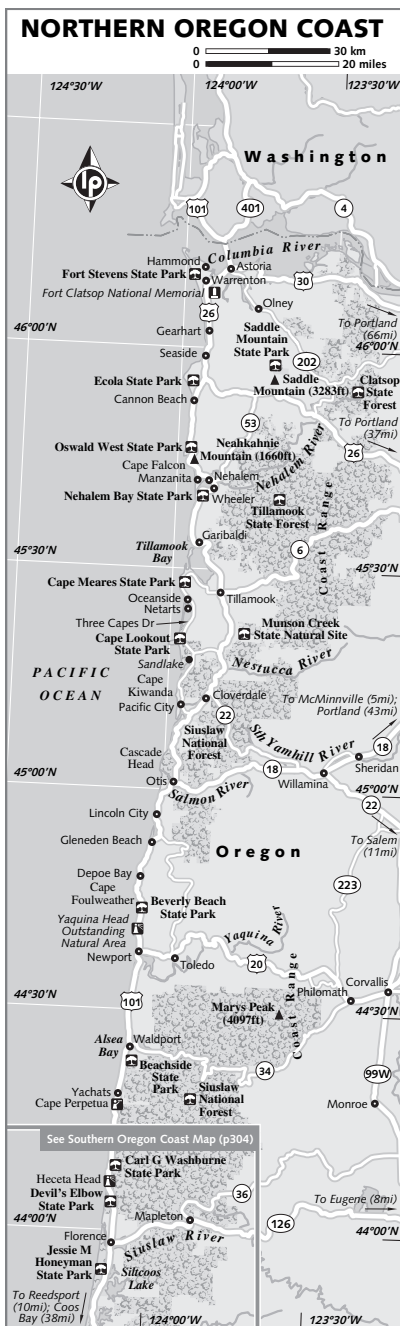 NORTHERN OREGON COAST
0 30 km
0 20 miles
124°30'W
124°00'W
123°30'W
Washington
lp
101
401
4
Columbia River
Hammond
Astoria
Fort Stevens State Park
Warrenton
30
Fort Clatsop National Memorial
26
Olney
To Portland
(66mi)
46°00'N
46°00'N
Gearhart
Saddle
Mountain
State Park
Seaside
202
Ecola State Park
Saddle
Mountain (3283ft)
Clatsop
State
Forest
Cannon Beach
53
To Portland
(37mi)
26
Oswald West State Park
Neahkahnie
Mountain (1660ft)
Cape Falcon
Nehalem River
Manzanita
Nehalem
Nehalem Bay State Park
Wheeler
Tillamook
State Forest
Coast Range
Garibaldi
45°30'N
Tillamook
Bay
6
45°30'N
Cape Meares State Park
Oceanside
Netarts
Tillamook
Three Capes Dr
Cape Lookout
State Park
Munson Creek
State Natural Site
Sandlake
Nestucca River
PACIFIC
OCEAN
Cape
Kiwanda
Pacific City
Cloverdale
To McMinnville (5mi);
Portland (43mi)
22
Siuslaw
National
Forest
Sth Yamhill River
18
Cascade
Head
18
Sheridan
45°00'N
Otis
Willamina
45°00'N
Salmon River
22
Lincoln City
To Salem
(11mi)
Gleneden Beach
Oregon
Depoe Bay
223
Cape
Foulweather
Beverly Beach
State Park
Yaquina Head
Outstanding
Natural Area
Yaquina River
Newport
Toledo
20
Coast Range
Corvallis
44°30'N
101
Philomath
Marys Peak
(4097ft)
44°30'N
Alsea
Bay
Waldport
34
Beachside
State
Park
99W
Yachats
Siuslaw
National
Forest
Cape Perpetua
Monroe
See Southern Oregon Coast Map (p304)
Carl G Washburne
State Park
Heceta Head
Devil's Elbow
State Park
36
To Eugene (8mi)
44°00'N
Mapleton
126
44°00'N
Florence
Siuslaw River
Jessie M
Honeyman
State Park
Siltcoos
Lake
To Reedsport
(10mi); Coos
Bay (38mi)
124°00'W
123°30'W